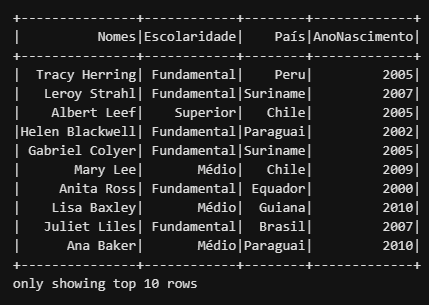 +---------------+------------+--------+-------------+
|          Nomes|Escolaridade|    País|AnoNascimento|
+---------------+------------+--------+-------------+
|  Tracy Herring| Fundamental|    Peru|         2005|
|   Leroy Strahl| Fundamental|Suriname|         2007|
|    Albert Leef|    Superior|   Chile|         2005|
|Helen Blackwell| Fundamental|Paraguai|         2002|
| Gabriel Colyer| Fundamental|Suriname|         2005|
|       Mary Lee|       Médio|   Chile|         2009|
|     Anita Ross| Fundamental| Equador|         2000|
|    Lisa Baxley|       Médio|  Guiana|         2010|
|   Juliet Liles| Fundamental|  Brasil|         2007|
|      Ana Baker|       Médio|Paraguai|         2010|
+---------------+------------+--------+-------------+
only showing top 10 rows